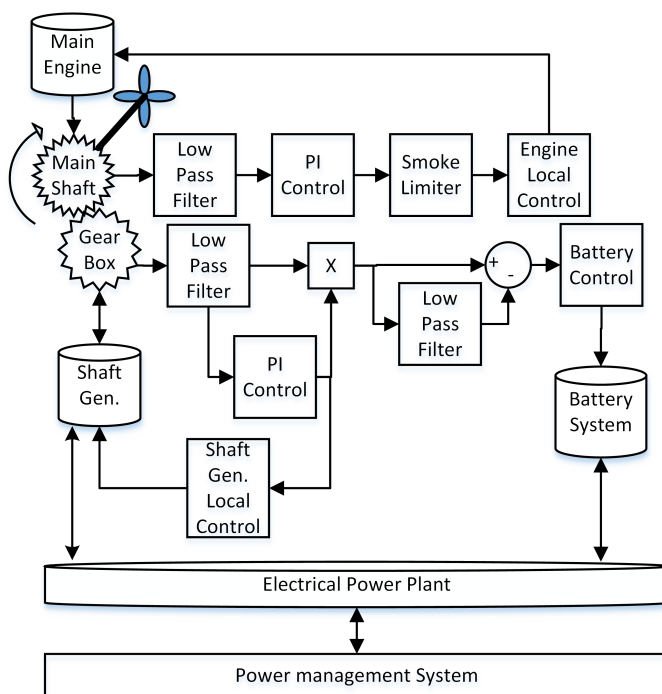 Main
Engine
Main
Shaft
Low
Pass
Filter
PI
Control
Smoke
Limiter
Engine
Local
Control
Gear
Box
Low
Pass
Filter
X
+
-
Battery
Control
Low
Pass
Filter
PI
Control
Shaft
Gen.
Battery
System
Shaft
Gen.
Local
Control
Electrical Power Plant
Power management System